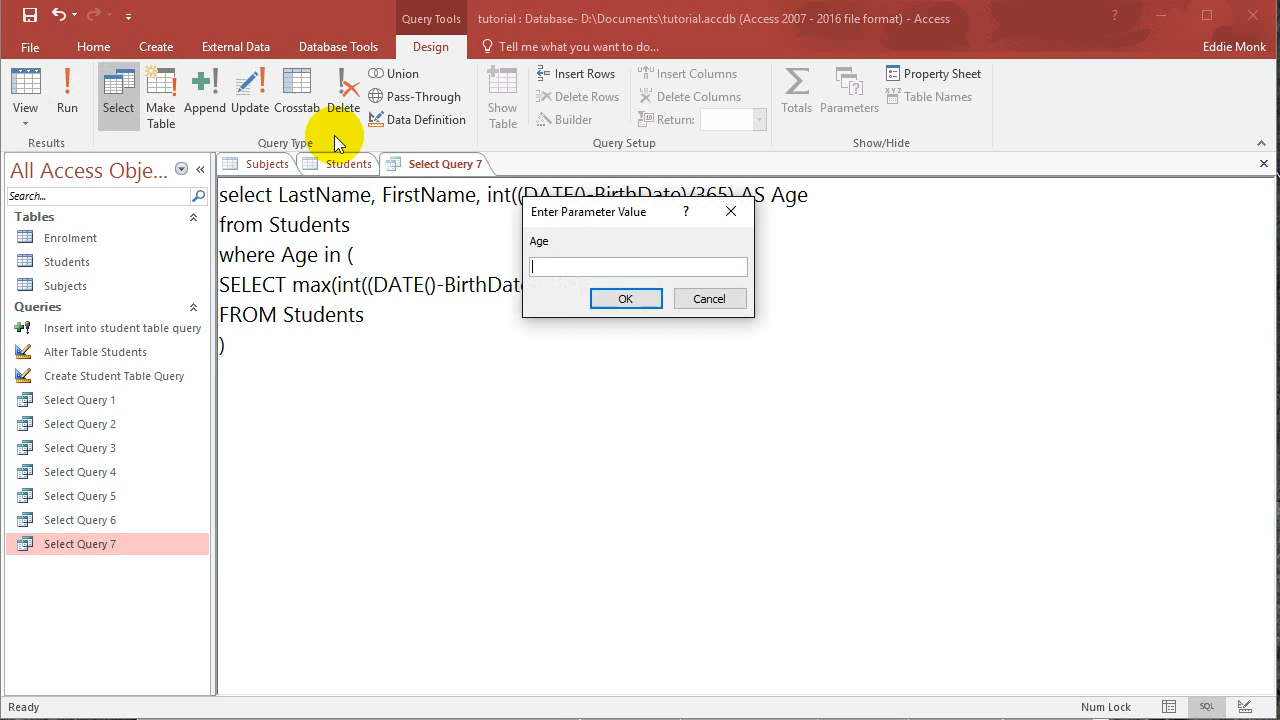 Query Tools
tutorial : Database- D:\Documents\tutorial.accdb (Access 2007 - 2016 file format) - Access
?
File
Home
Create
External Data
Database Tools
Design
Tell me what you want to do...
Eddie Monk
View
Run
Select
Make
Table
Append
Update
Crosstab
Delete
Union
Pass-Through
Data Definition
Show
Table
Insert Rows
Delete Rows
Builder
Insert Columns
Delete Columns
Return:
Totals
Parameters
Property Sheet
Table Names
Results
Query Type
Query Setup
Show/Hide
All Access Obje...
Search...
Tables
Enrolment
Students
Subjects
Queries
Insert into student table query
Alter Table Students
Create Student Table Query
Select Query 1
Select Query 2
Select Query 3
Select Query 4
Select Query 5
Select Query 6
Select Query 7
Subjects
Students
Select Query 7
select LastName, FirstName, int((DATE()-BirthDate)/365) AS Age
from Students
where Age in (
SELECT max(int((DATE()-BirthDate
FROM Students
)
Enter Parameter Value
?
Age
OK
Cancel
Ready
Num Lock
SQL